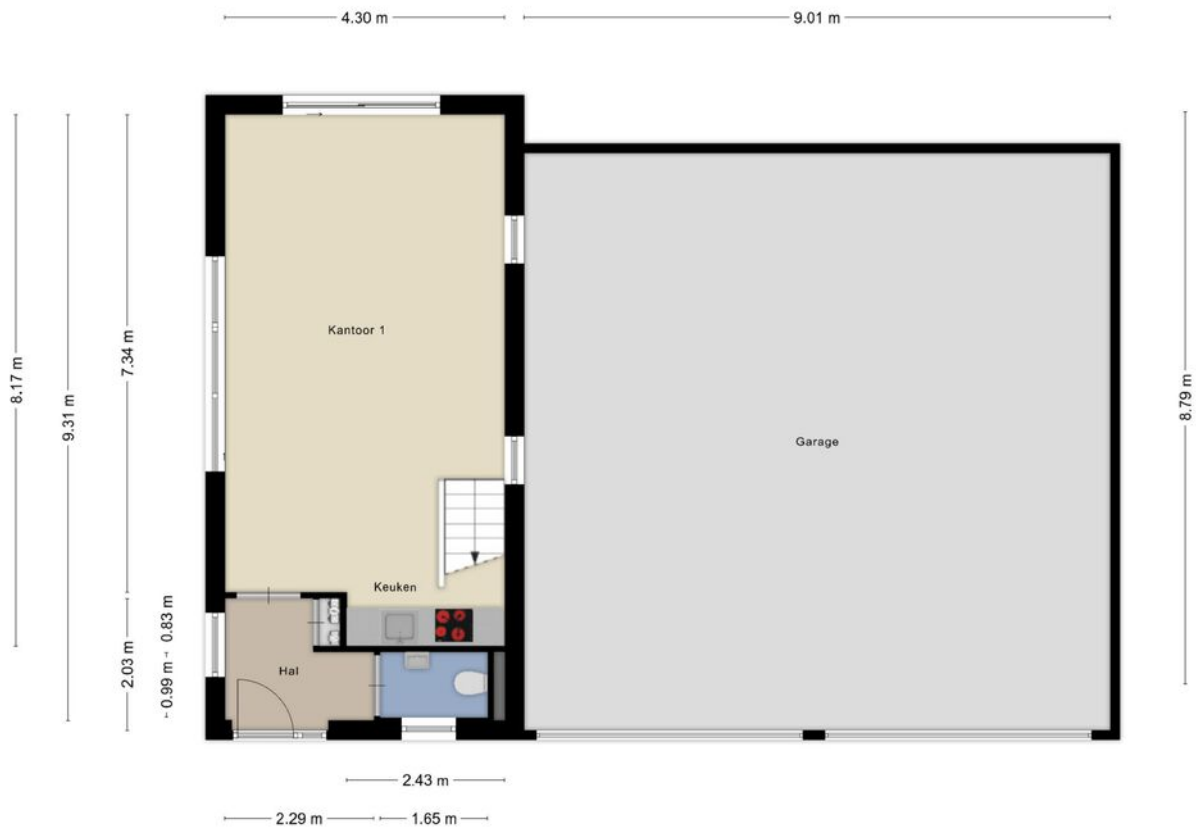 4.30 m
9.01 m
8.17 m
9.31 m
7.34 m
8.79 m
Kantoor 1
Garage
Keuken
2.03 m
0.99 m
0.83 m
Hal
2.43 m
2.29 m
1.65 m